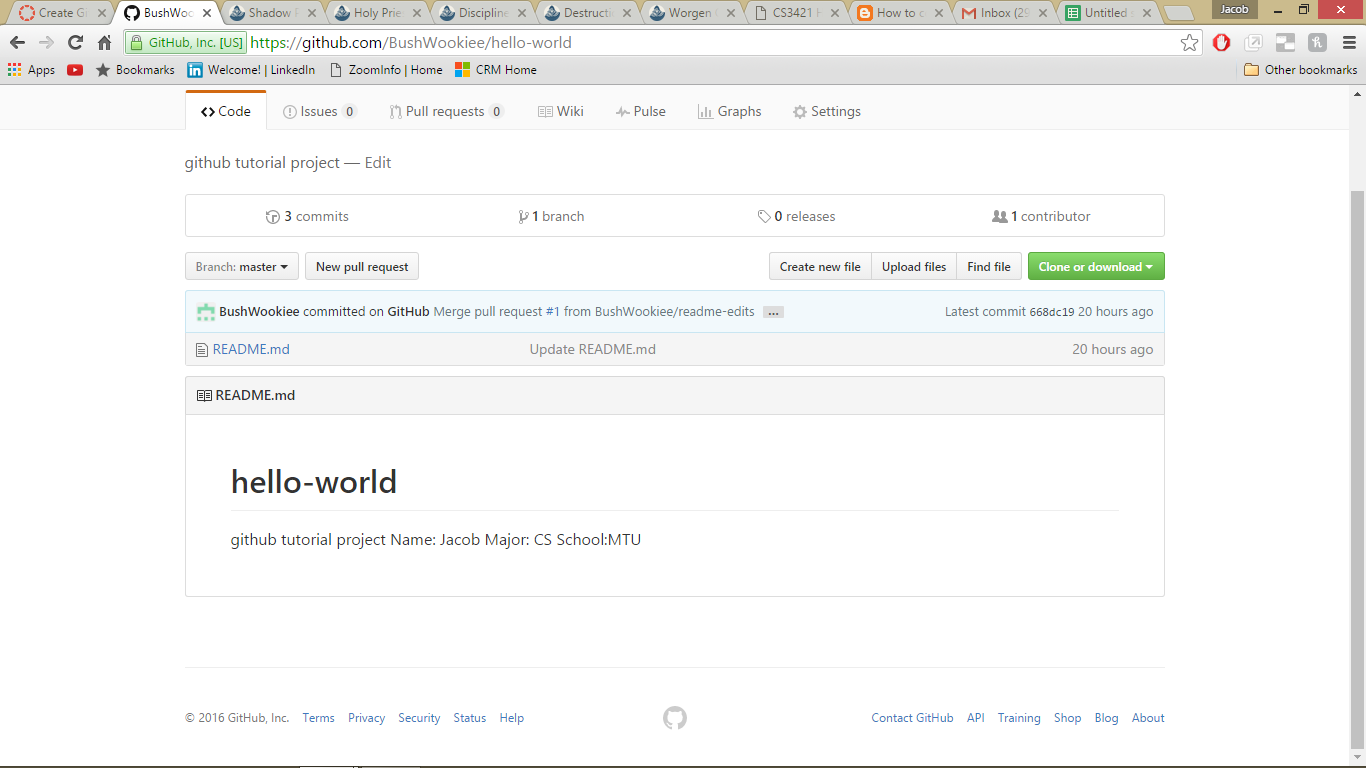 Create Gi BushWoo Shadow P Holy Prie Discipline Destructi Worgen CS3421 H How to c Inbox (29 Untitled Jacob
GitHub, Inc. [US] https://github.com/BushWookiee/hello-world
Apps Bookmarks Welcome! | LinkedIn ZoomInfo | Home CRM Home Other bookmarks
Code Issues 0 Pull requests 0 Wiki Pulse Graphs Settings
github tutorial project — Edit
3 commits 1 branch 0 releases 1 contributor
Branch: master New pull request Create new file Upload files Find file Clone or download
BushWookiee committed on GitHub Merge pull request #1 from BushWookiee/readme-edits … Latest commit 668dc19 20 hours ago
README.md Update README.md 20 hours ago
README.md
hello-world
github tutorial project Name: Jacob Major: CS School:MTU
© 2016 GitHub, Inc. Terms Privacy Security Status Help Contact GitHub API Training Shop Blog About